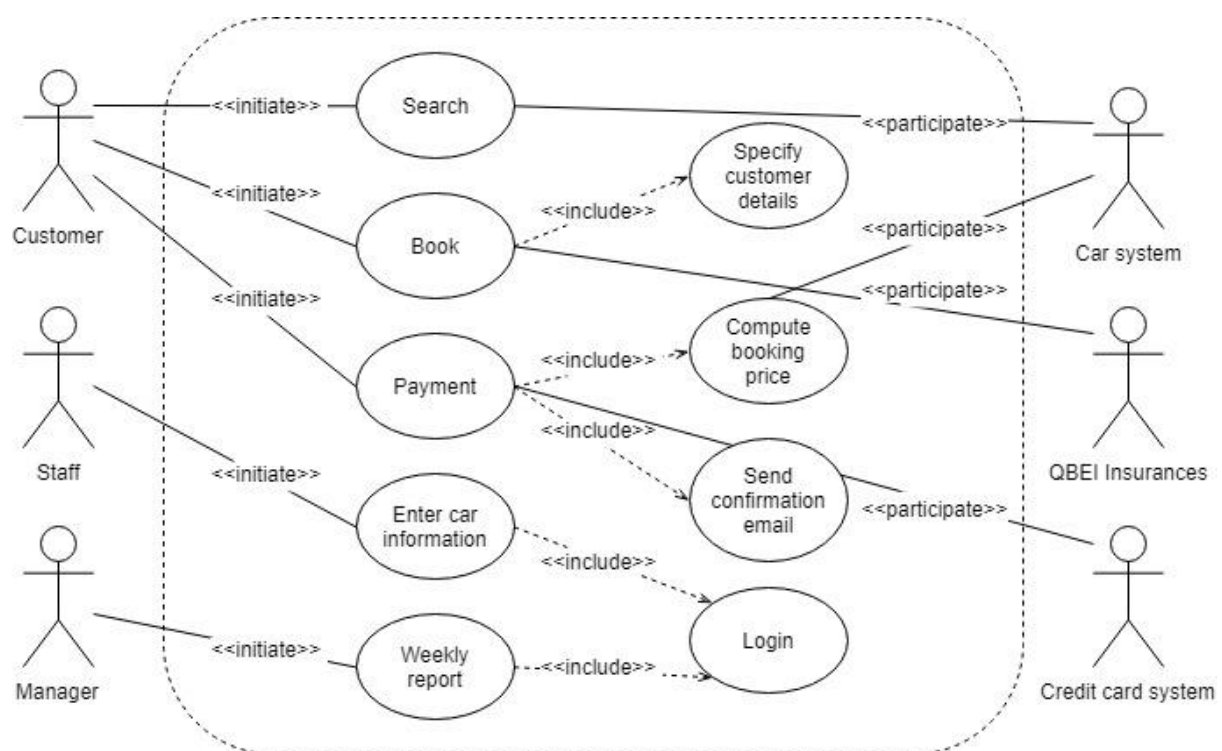 <<initiate>>
Search
<<participate>>
Specify
customer
details
<<initiate>>
<<include>>
Customer
Book
<<participate>>
Car system
<<initiate>>
<<participate>>
Compute
booking
price
<<include>>
Payment
<<include>>
Staff
<<initiate>>
Send
confirmation
email
QBEI Insurances
<<participate>>
Enter car
information
<<include>>
Login
<<initiate>>
Weekly
report
<<include>>
Manager
Credit card system